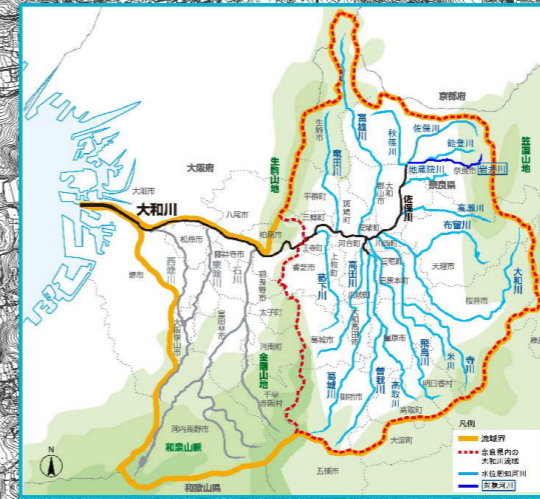 京都府
大阪府
生駒市
生駒山地
竜田川
富雄川
秋篠川
佐保川
能登川
岩井川
地蔵院川
奈良市
奈良県
笠置山地
高瀬川
布留川
大和川
佐保川
大和郡山市
斑鳩町
平群町
三郷町
安堵町
川西町
三宅町
田原本町
天理市
桜井市
大阪市
大和川
八尾市
柏原市
松原市
藤井寺市
堺市
西除川
東除川
石川
羽曳野市
富田林市
太子町
河南町
大阪狭山市
金剛山地
千早
赤阪村
河内長野市
和泉山脈
和歌山県
王寺町
河合町
香芝市
上牧町
広陵町
葛下川
高田川
大和高田市
葛城市
葛城川
曽我川
高取川
飛鳥川
米川
寺川
橿原市
明日香村
高取町
御所市
大淀町
五條市
N
凡例
流域界
奈良県内の
大和川流域
水位周知河川
対象河川